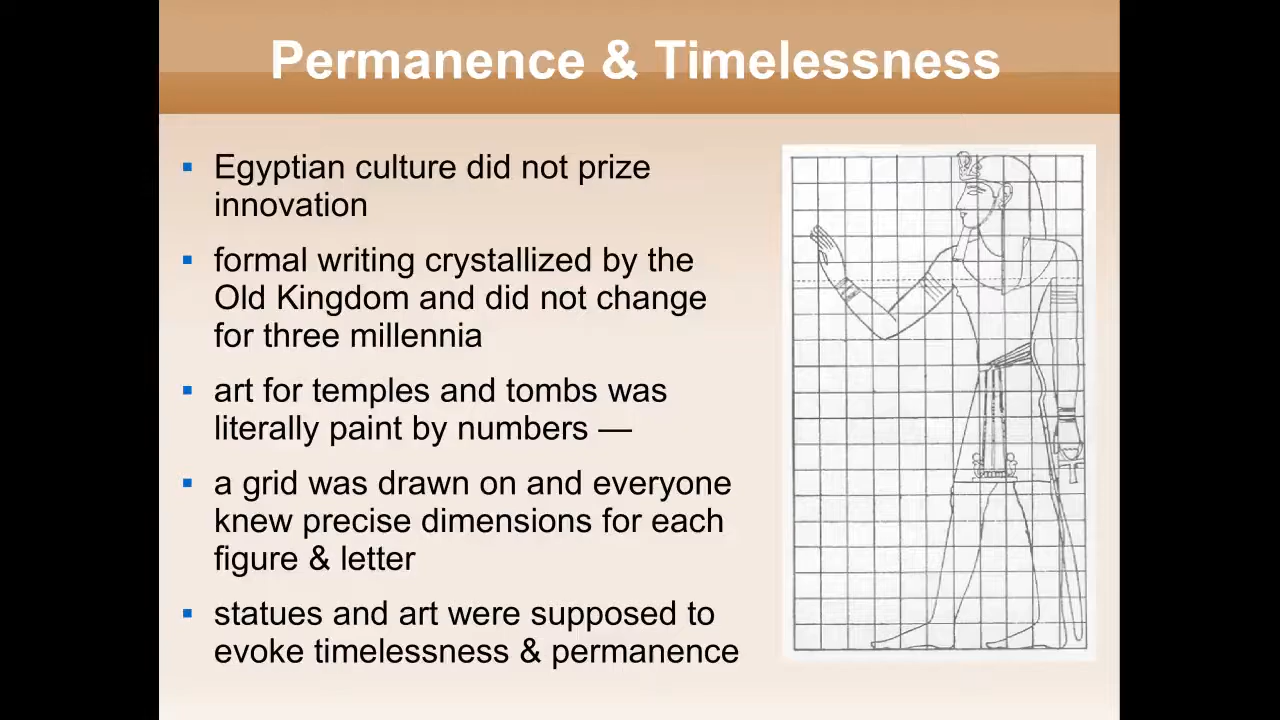 Permanence & Timelessness
▪ Egyptian culture did not prize
innovation
▪ formal writing crystallized by the
Old Kingdom and did not change
for three millennia
▪ art for temples and tombs was
literally paint by numbers —
▪ a grid was drawn on and everyone
knew precise dimensions for each
figure & letter
▪ statues and art were supposed to
evoke timelessness & permanence